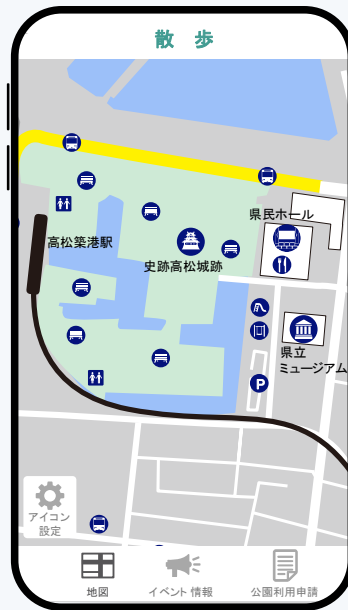 散 歩
県民ホール
高松築港駅
史跡高松城跡
県立
ミュージアム
P
アイコン
設定
地図
イベント情報
公園利用申請